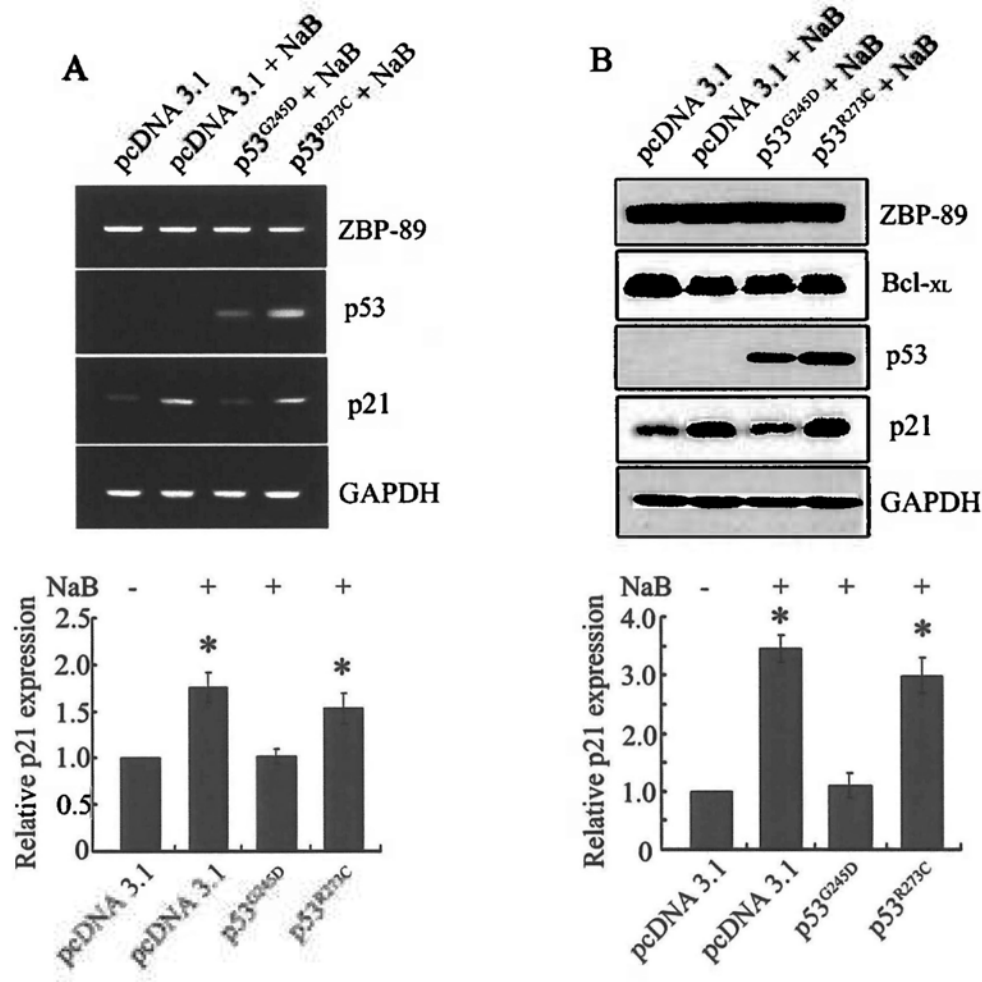 A
pcDNA 3.1
pcDNA 3.1 + NaB
p53G245D + NaB
p53R273C + NaB
ZBP-89
p53
p21
GAPDH
NaB - + + +
Relative p21 expression
2.5
2.0
1.5
1.0
0.5
0
*
*
pcDNA 3.1
pcDNA 3.1
p53G245D
p53R273C
B
pcDNA 3.1
pcDNA 3.1 + NaB
p53G245D + NaB
p53R273C + NaB
ZBP-89
Bcl-XL
p53
p21
GAPDH
NaB - + + +
Relative p21 expression
4.0
3.0
2.0
1.0
0
*
*
pcDNA 3.1
pcDNA 3.1
p53G245D
p53R273C